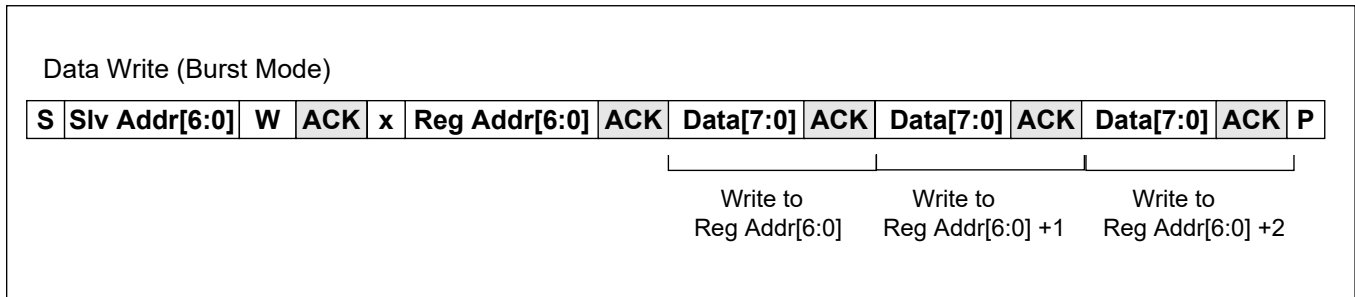 Data Write (Burst Mode)
S Slv Addr[6:0] W ACK x Reg Addr[6:0] ACK Data[7:0] ACK Data[7:0] ACK Data[7:0] ACK P
Write to Write to Write to
Reg Addr[6:0] Reg Addr[6:0] +1 Reg Addr[6:0] +2